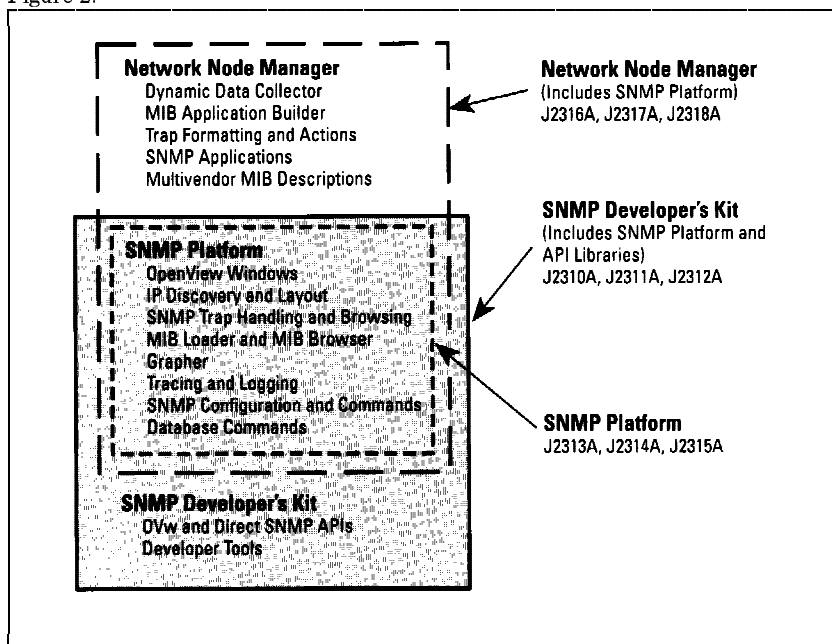 Figure 2.
Network Node Manager
Dynamic Data Collector
MIB Application Builder
Trap Formatting and Actions
SNMP Applications
Multivendor MIB Descriptions
SNMP Platform
OpenView Windows
IP Discovery and Layout
SNMP Trap Handling and Browsing
MIB Loader and MIB Browser
Grapher
Tracing and Logging
SNMP Configuration and Commands
Database Commands
SNMP Developer's Kit
OVw and Direct SNMP APIs
Developer Tools
Network Node Manager
(Includes SNMP Platform)
J2316A, J2317A, J2318A
SNMP Developer's Kit
(Includes SNMP Platform and
API Libraries)
J2310A, J2311A, J2312A
SNMP Platform
J2313A, J2314A, J2315A